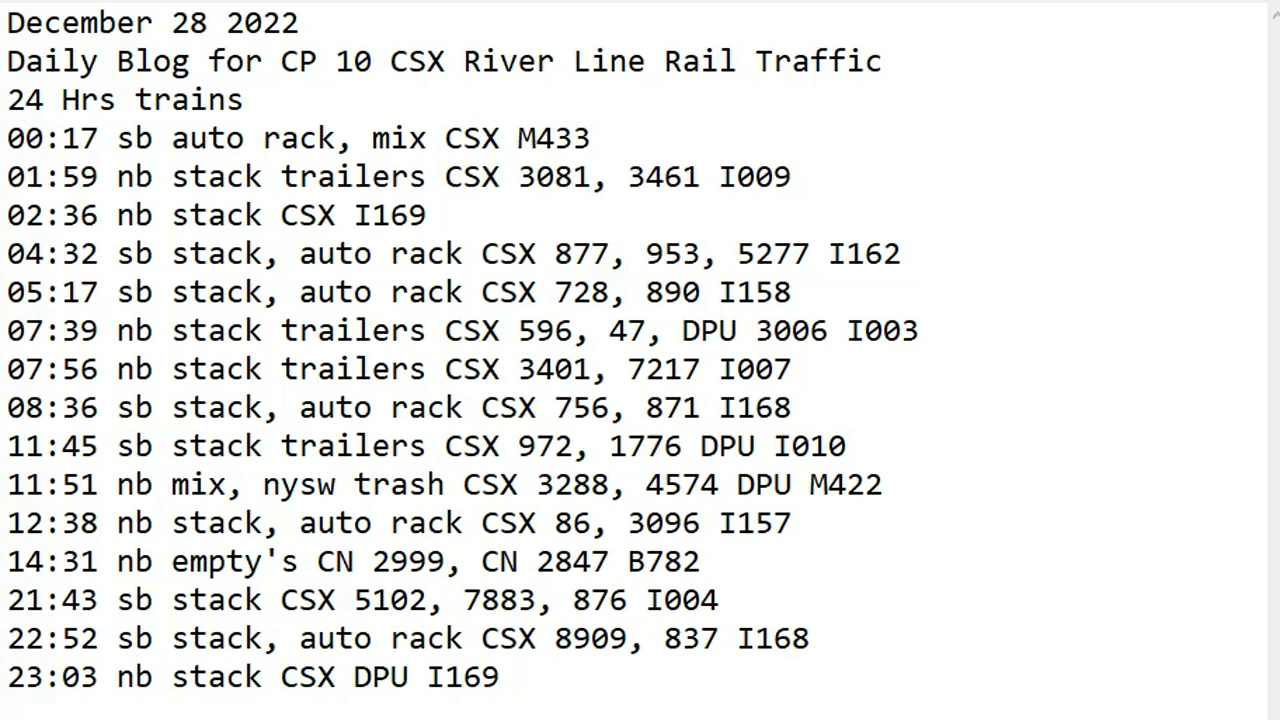 December 28 2022
Daily Blog for CP 10 CSX River Line Rail Traffic
24 Hrs trains
00:17 sb auto rack, mix CSX M433
01:59 nb stack trailers CSX 3081, 3461 I009
02:36 nb stack CSX I169
04:32 sb stack, auto rack CSX 877, 953, 5277 I162
05:17 sb stack, auto rack CSX 728, 890 I158
07:39 nb stack trailers CSX 596, 47, DPU 3006 I003
07:56 nb stack trailers CSX 3401, 7217 I007
08:36 sb stack, auto rack CSX 756, 871 I168
11:45 sb stack trailers CSX 972, 1776 DPU I010
11:51 nb mix, nysw trash CSX 3288, 4574 DPU M422
12:38 nb stack, auto rack CSX 86, 3096 I157
14:31 nb empty's CN 2999, CN 2847 B782
21:43 sb stack CSX 5102, 7883, 876 I004
22:52 sb stack, auto rack CSX 8909, 837 I168
23:03 nb stack CSX DPU I169